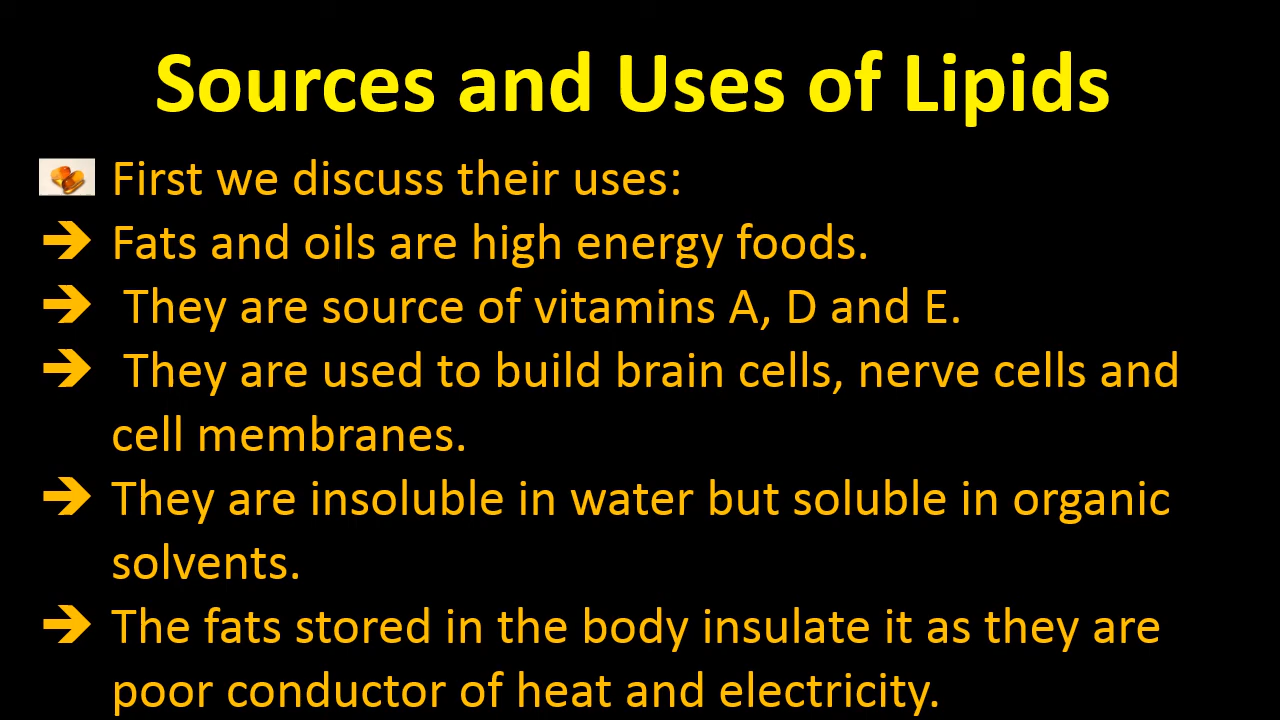 Sources and Uses of Lipids
First we discuss their uses:
➔ Fats and oils are high energy foods.
➔ They are source of vitamins A, D and E.
➔ They are used to build brain cells, nerve cells and
cell membranes.
➔ They are insoluble in water but soluble in organic
solvents.
➔ The fats stored in the body insulate it as they are
poor conductor of heat and electricity.